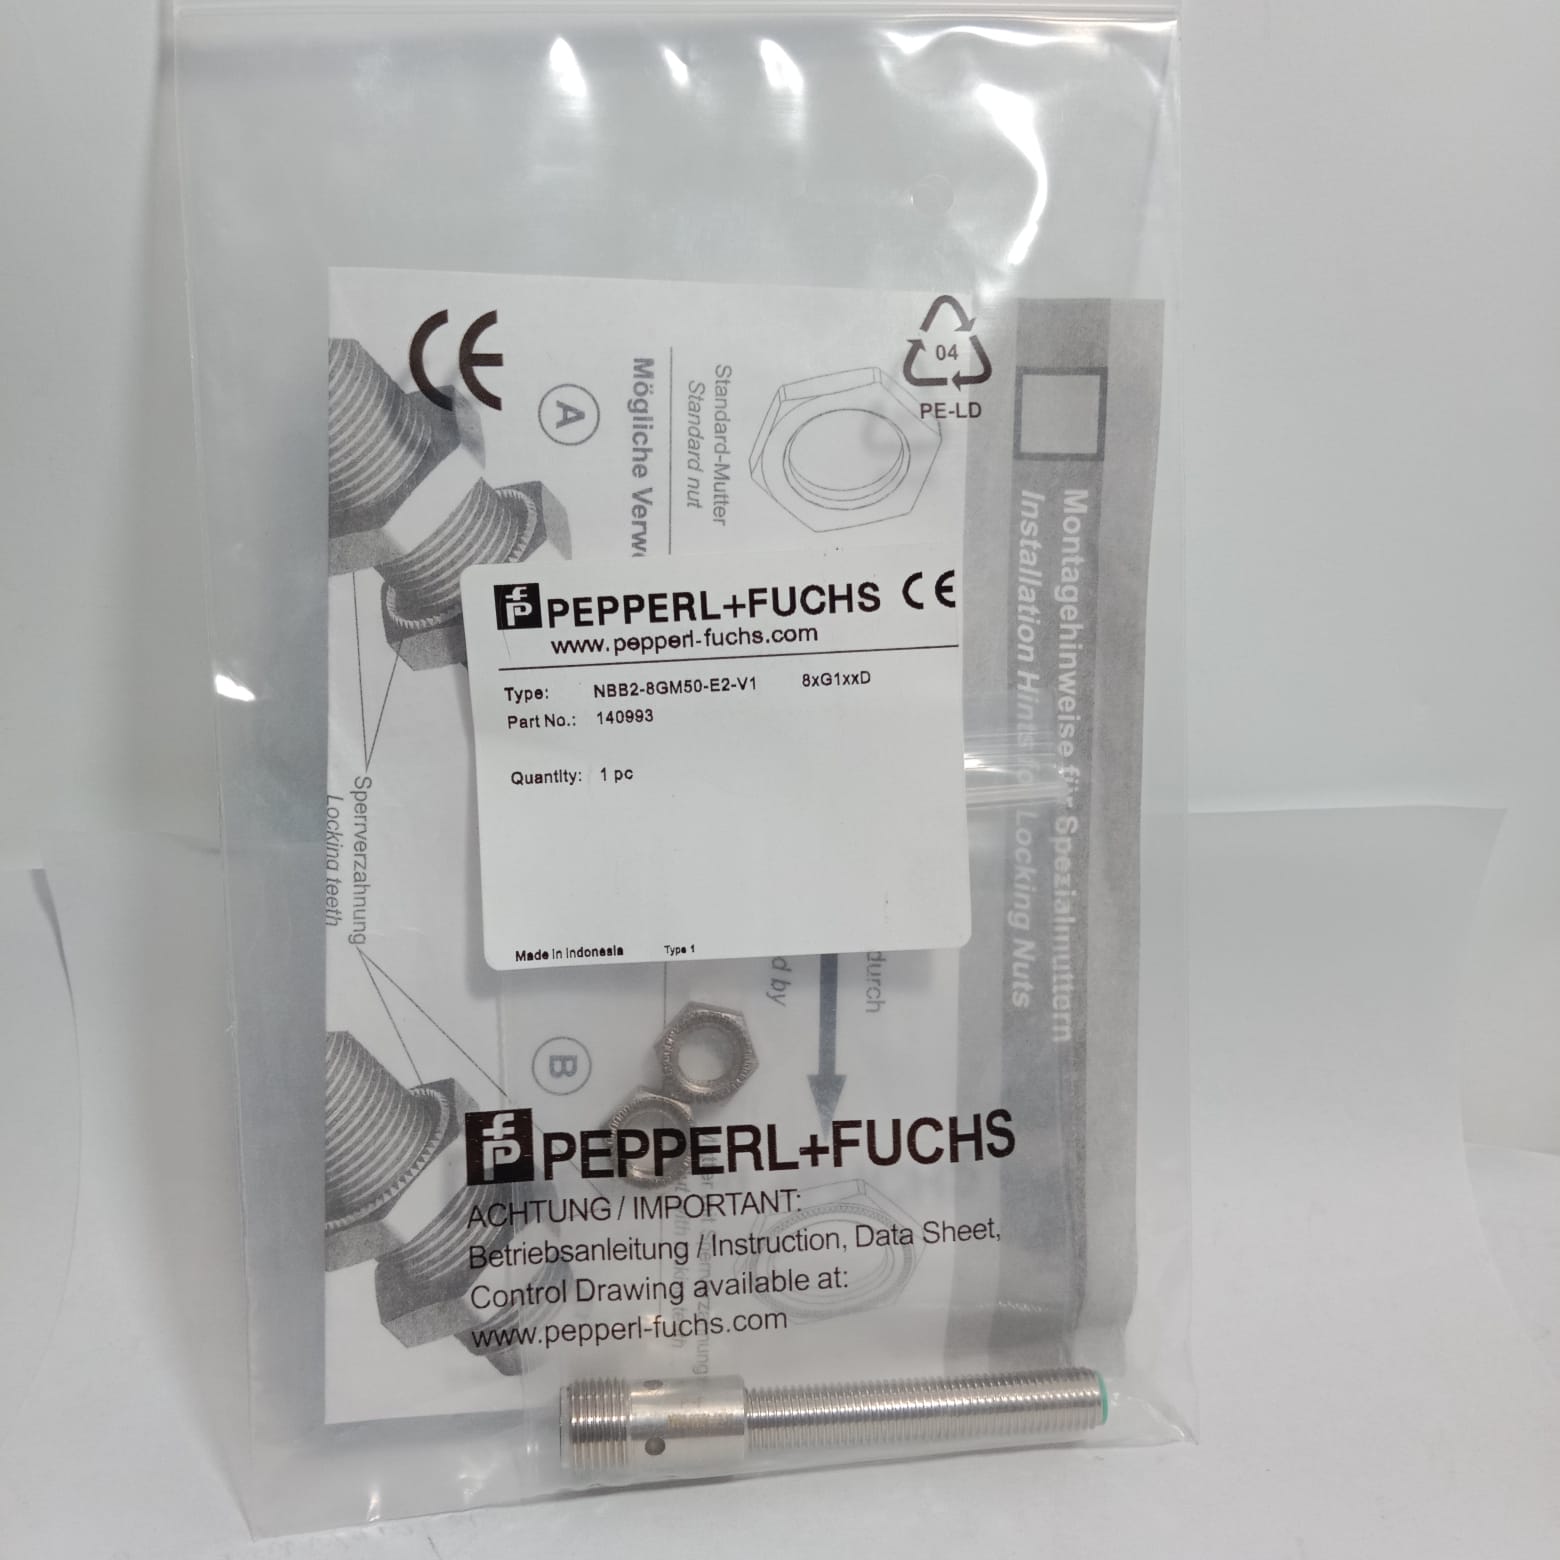 CE
04
PE-LD
A
Mögliche Verw
Standard-Mutter
Standard nut
Montagehinweise für Spezialmuttern
Installation Hints Locking Nuts
PEPPERL+FUCHS CE
www.pepperl-fuchs.com
Type: NBB2-8GM50-E2-V1 8xG1xxD
Part No.: 140993
Quantity: 1 pc
Made in Indonesia Type 1
Sperrverzahnung
Locking teeth
d by
durch
B
PEPPERL+FUCHS
ACHTUNG / IMPORTANT:
Betriebsanleitung / Instruction, Data Sheet,
Control Drawing available at:
www.pepperl-fuchs.com